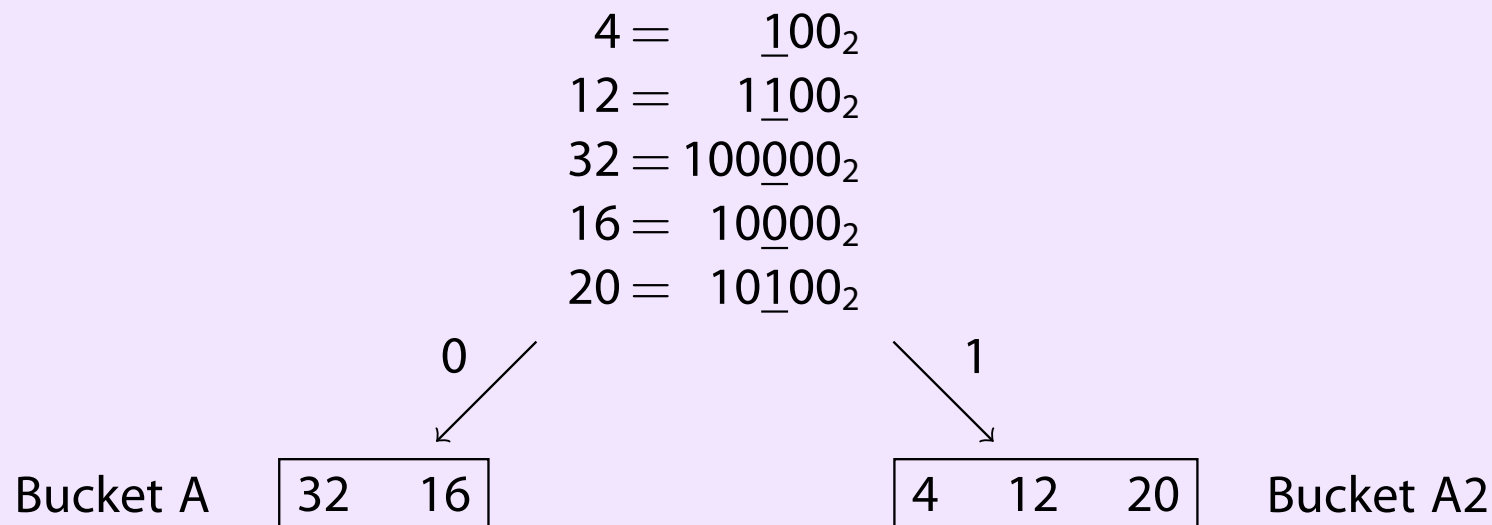 4 = 100₂
12 = 1100₂
32 = 100000₂
16 = 10000₂
20 = 10100₂
0 1
Bucket A 32 16 4 12 20 Bucket A2